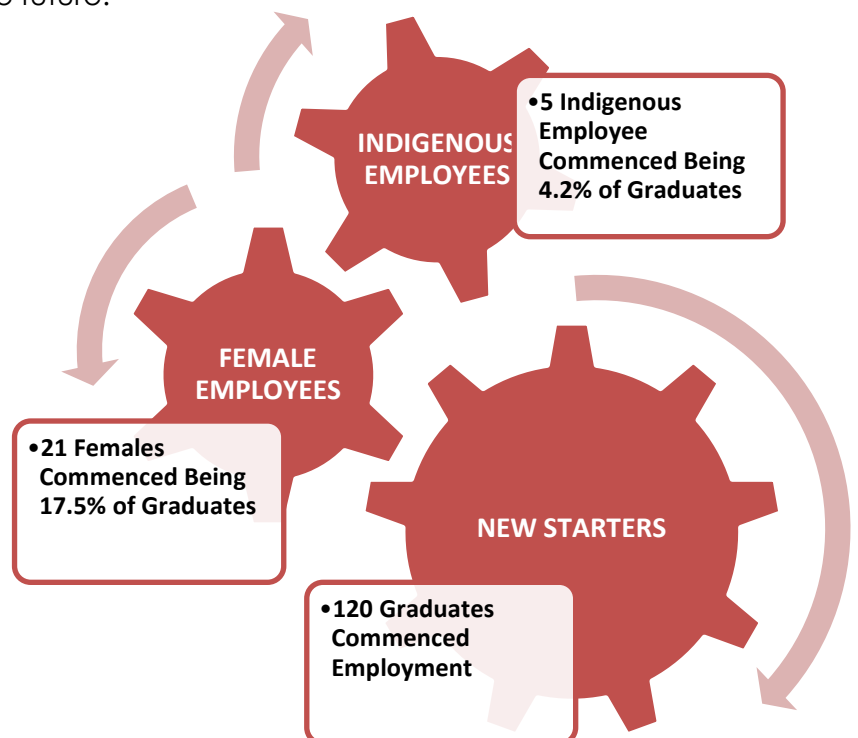 future.
INDIGENOUS
EMPLOYEES
•5 Indigenous
Employee
Commenced Being
4.2% of Graduates
FEMALE
EMPLOYEES
•21 Females
Commenced Being
17.5% of Graduates
NEW STARTERS
•120 Graduates
Commenced
Employment